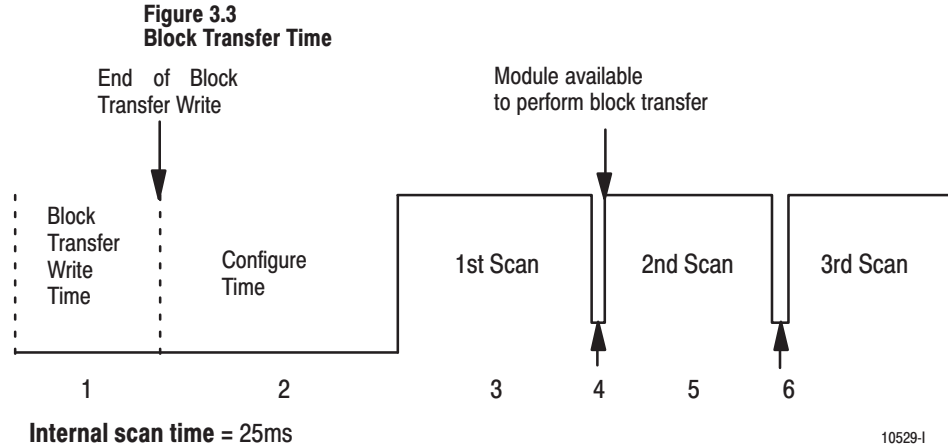 Figure 3.3
Block Transfer Time
End of Block
Transfer Write
Module available
to perform block transfer
Block
Transfer
Write
Time
Configure
Time
1st Scan
2nd Scan
3rd Scan
1
2
3
4
5
6
Internal scan time = 25ms
10529-I